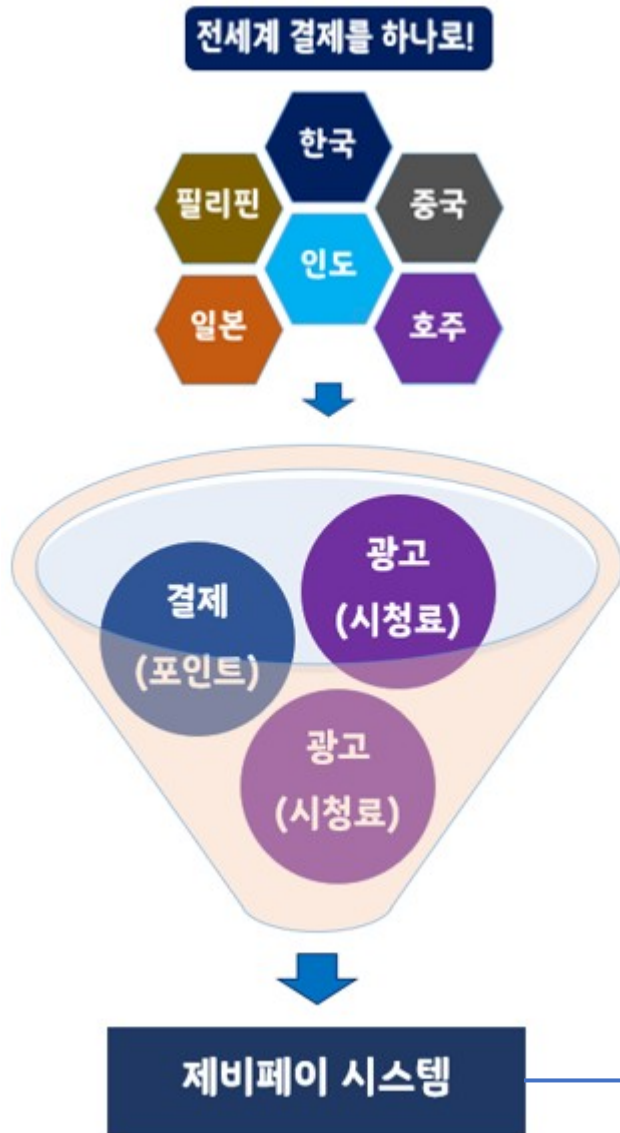 전세계 결제를 하나로!
한국
필리핀
중국
인도
일본
호주
광고
(시청료)
결제
(포인트)
광고
(시청료)
제비페이 시스템